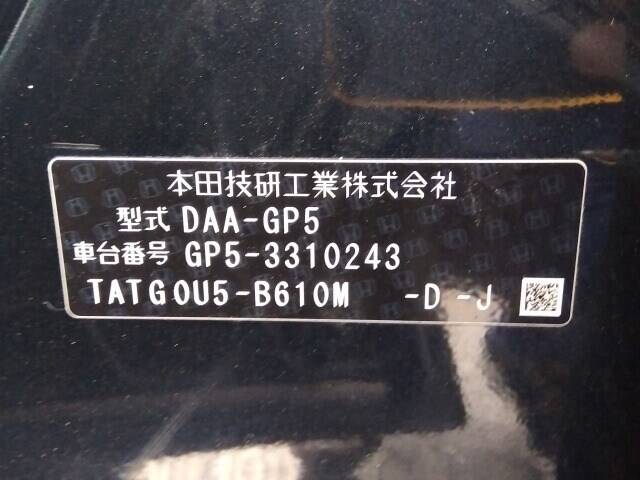 本田技研工業株式会社
型式 DAA-GP5
車台番号 GP5-3310243
TATG0U5-B610M -D -J